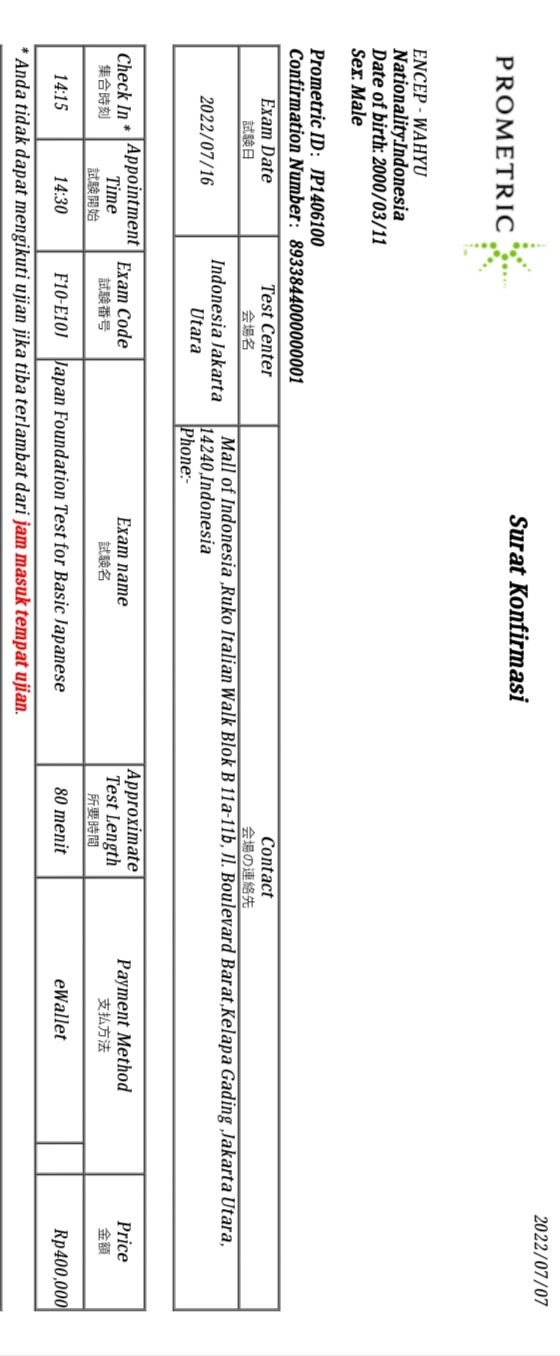 2022/07/07
PROMETRIC
Surat Konfirmasi
ENCEP - WAHYU
Nationality:Indonesia
Date of birth: 2000/03/11
Sex: Male
Prometric ID: JP1406100
Confirmation Number: 8933844000000001
Exam Date Test Center Contact
試験日 会場名 会場の連絡先
2022/07/16 Indonesia Jakarta Utara Mall of Indonesia ,Ruko Italian Walk Blok B 11a-11b, Jl. Boulevard Barat,Kelapa Gading ,Jakarta Utara,
14240,Indonesia
Phone:-
Check In * Appointment Time Exam Code Exam name Approximate Test Length Payment Method Price
集合時刻 試験開始 試験番号 試験名 所要時間 支払方法 金額
14:15 14:30 F10-E10J Japan Foundation Test for Basic Japanese 80 menit eWallet Rp400,000
* Anda tidak dapat mengikuti ujian jika tiba terlambat dari jam masuk tempat ujian.